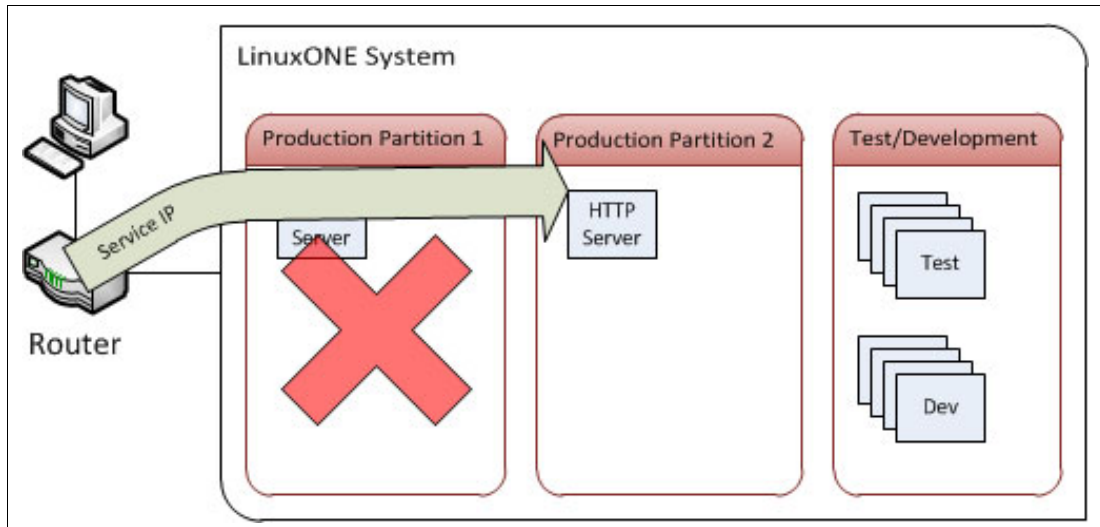 LinuxONE System
Production Partition 1
Production Partition 2
Test/Development
Service IP
Server
HTTP
Server
Test
Dev
Router